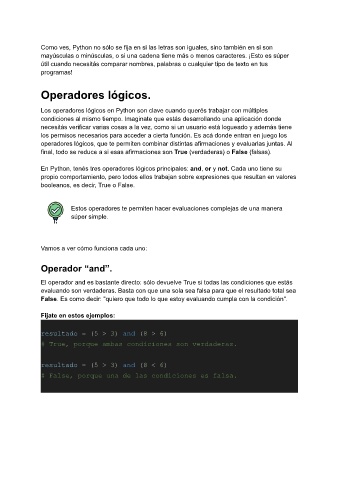 Como ves, Python no sólo se fija en si las letras son iguales, sino también en si son
mayúsculas o minúsculas, o si una cadena tiene más o menos caracteres. ¡Esto es súper
útil cuando necesitás comparar nombres, palabras o cualquier tipo de texto en tus
programas!
Operadores lógicos.
Los operadores lógicos en Python son clave cuando querés trabajar con múltiples
condiciones al mismo tiempo. Imaginate que estás desarrollando una aplicación donde
necesitás verificar varias cosas a la vez, como si un usuario está logueado y además tiene
los permisos necesarios para acceder a cierta función. Es acá donde entran en juego los
operadores lógicos, que te permiten combinar distintas afirmaciones y evaluarlas juntas. Al
final, todo se reduce a si esas afirmaciones son True (verdaderas) o False (falsas).
En Python, tenés tres operadores lógicos principales: and, or y not. Cada uno tiene su
propio comportamiento, pero todos ellos trabajan sobre expresiones que resultan en valores
booleanos, es decir, True o False.
Estos operadores te permiten hacer evaluaciones complejas de una manera
súper simple.
Vamos a ver cómo funciona cada uno:
Operador “and”.
El operador and es bastante directo: sólo devuelve True si todas las condiciones que estás
evaluando son verdaderas. Basta con que una sola sea falsa para que el resultado total sea
False. Es como decir: “quiero que todo lo que estoy evaluando cumpla con la condición”.
Fijate en estos ejemplos:
resultado = (5 > 3) and (8 > 6)
# True, porque ambas condiciones son verdaderas.
resultado = (5 > 3) and (8 < 6)
# False, porque una de las condiciones es falsa.